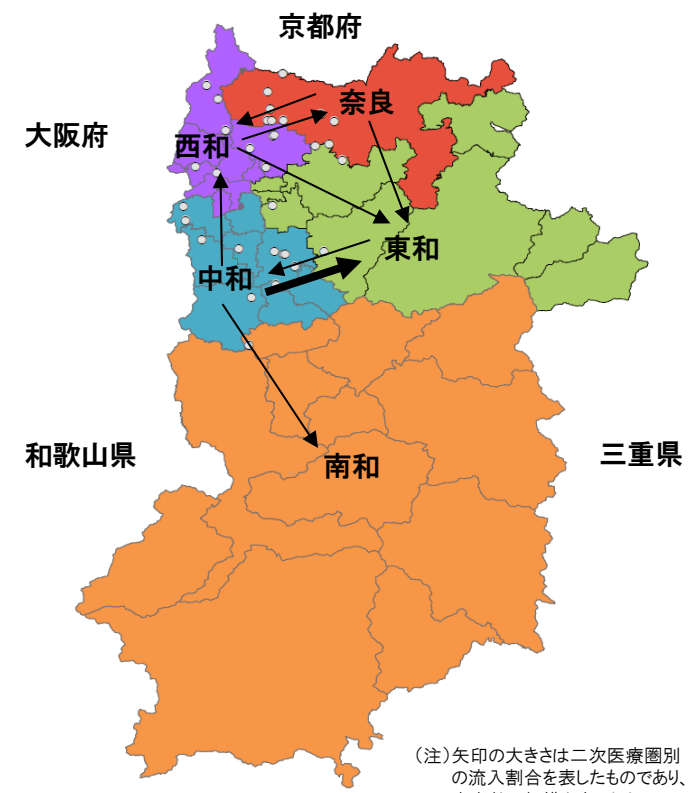 京都府
奈良
大阪府
西和
東和
中和
和歌山県
三重県
南和
（注）矢印の大きさは二次医療圏別
の流入割合を表したものであり、